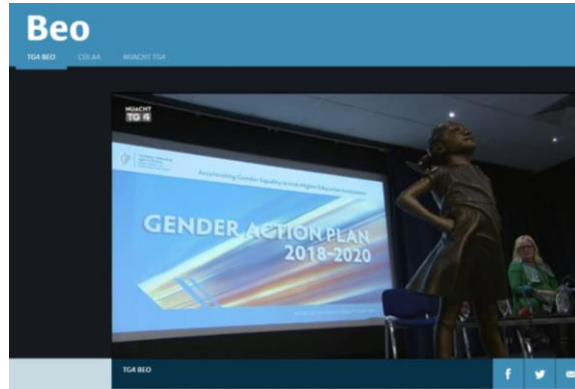 Beo
TG4 BEO CÚLA4 NUACHT TG4
NUACHT
TG 4
Accelerating Gender Equality in Irish Higher Education Institutions
GENDER ACTION PLAN
2018-2020
TG4 BEO